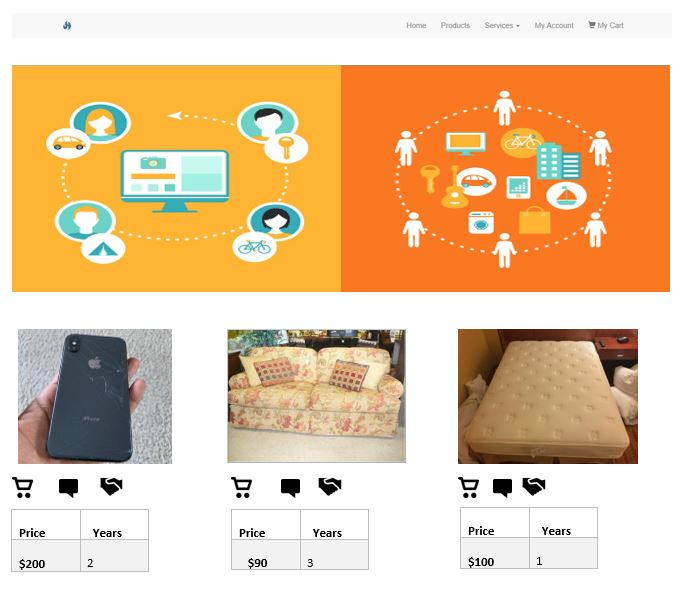 Home Products Services My Account My Cart
iPhone
Price Years
$200 2
Price Years
$90 3
Price Years
$100 1